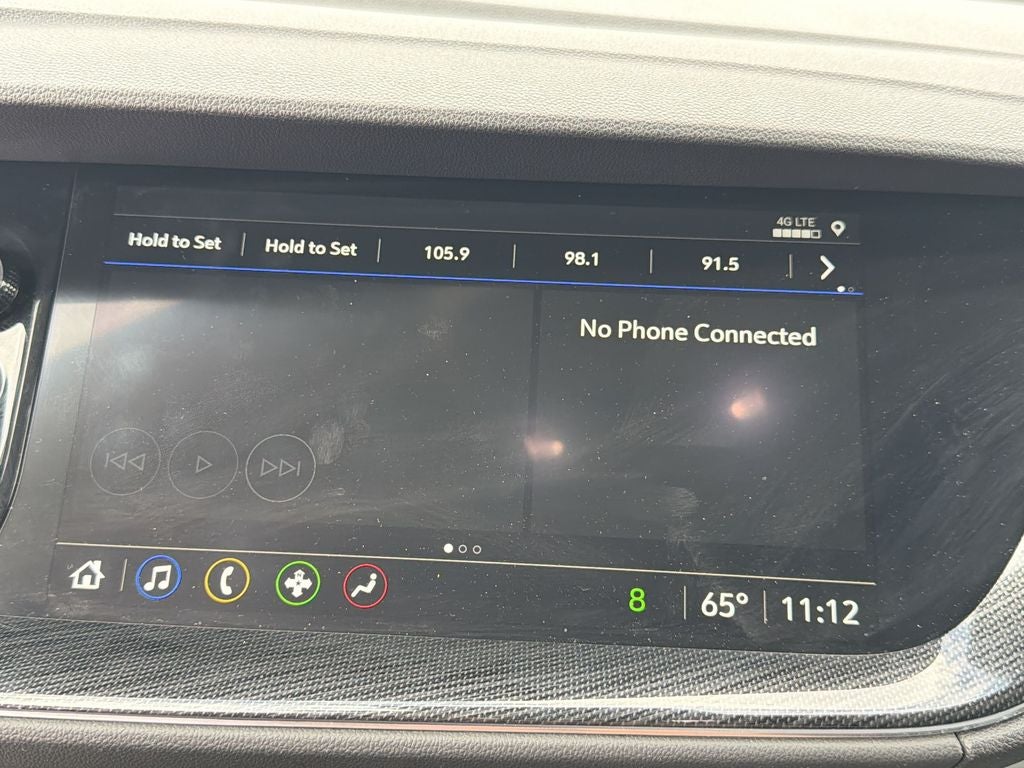 4G LTE
Hold to Set Hold to Set 105.9 98.1 91.5
No Phone Connected
8 65° 11:12